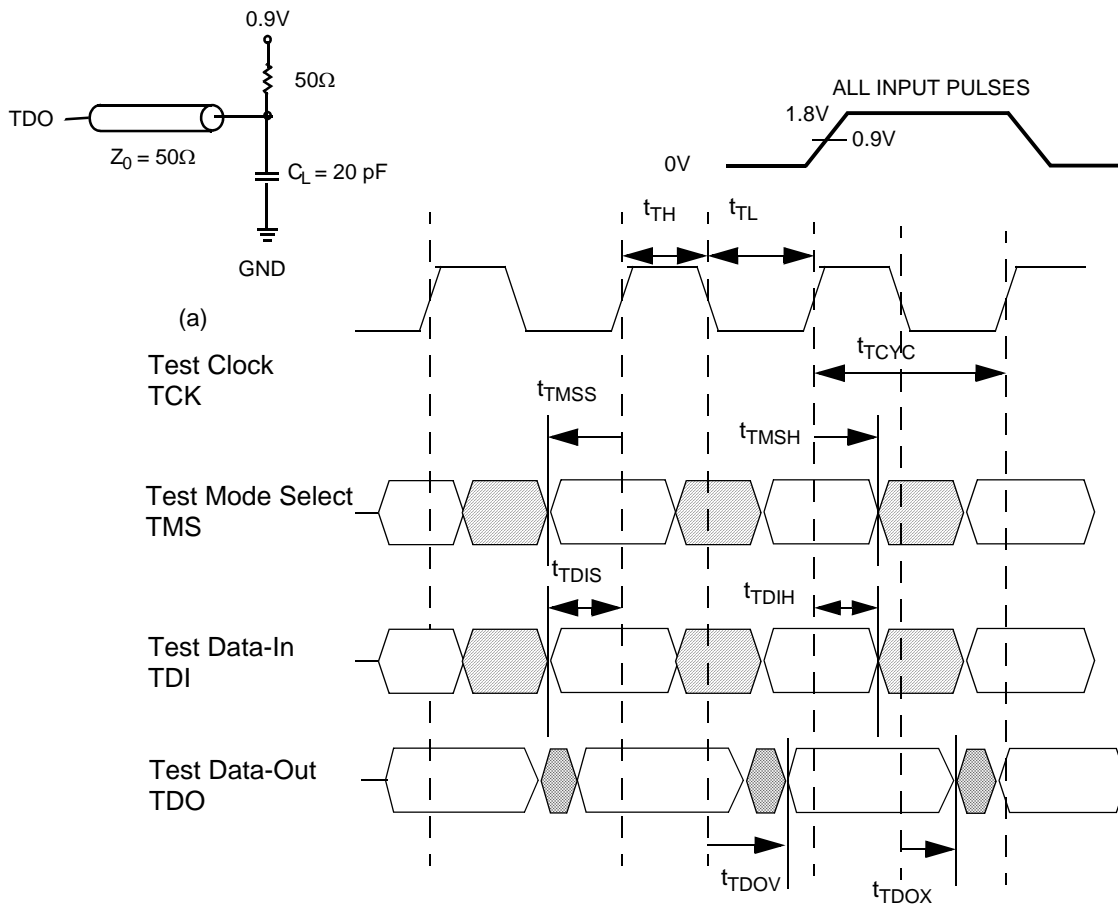 0.9V
50Ω
TDO
Z0 = 50Ω
CL = 20 pF
GND
(a)
ALL INPUT PULSES
1.8V
0.9V
0V
tTH
tTL
Test Clock
TCK
tTCYC
tTMSS
tTMSH
Test Mode Select
TMS
tTDIS
tTDIH
Test Data-In
TDI
Test Data-Out
TDO
tTDOV
tTDOX